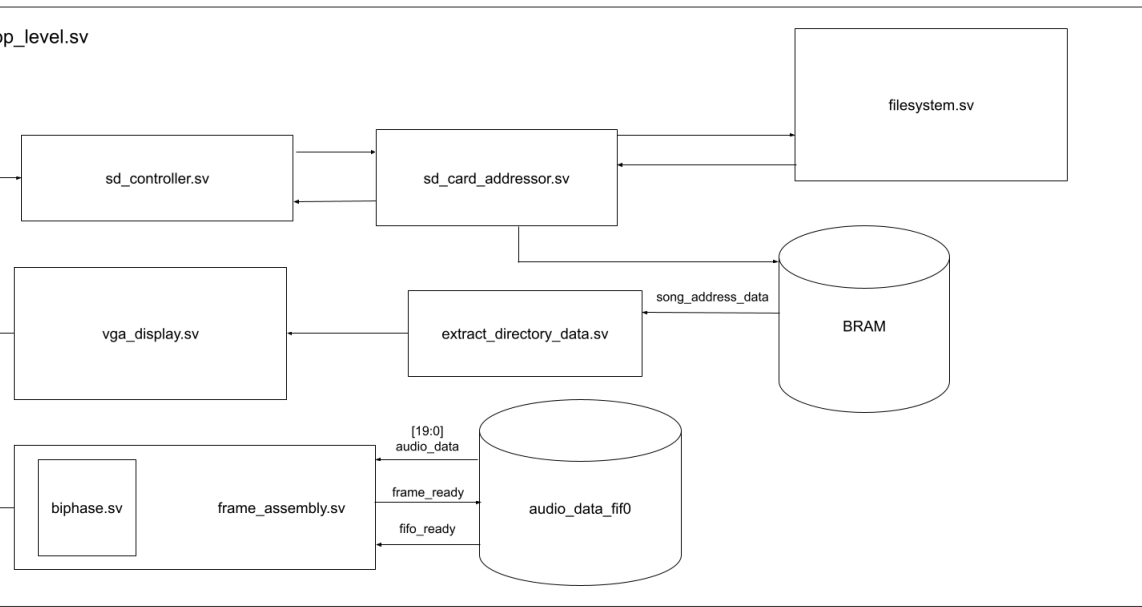 op_level.sv
filesystem.sv
sd_controller.sv
sd_card_addressor.sv
song_address_data
vga_display.sv
extract_directory_data.sv
BRAM
[19:0]
audio_data
frame_ready
biphase.sv
frame_assembly.sv
audio_data_fif0
fifo_ready